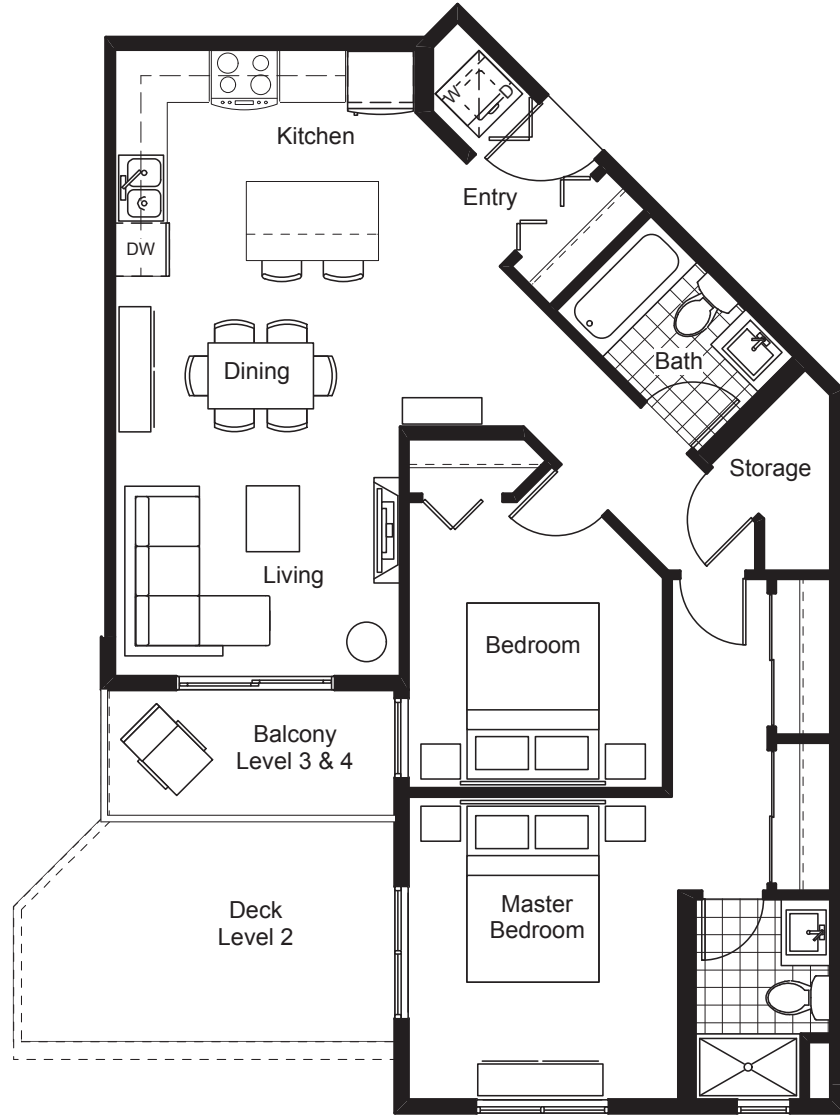 W
D
Kitchen
Entry
DW
Dining
Bath
Storage
Living
Bedroom
Balcony
Level 3 & 4
Master
Bedroom
Deck
Level 2